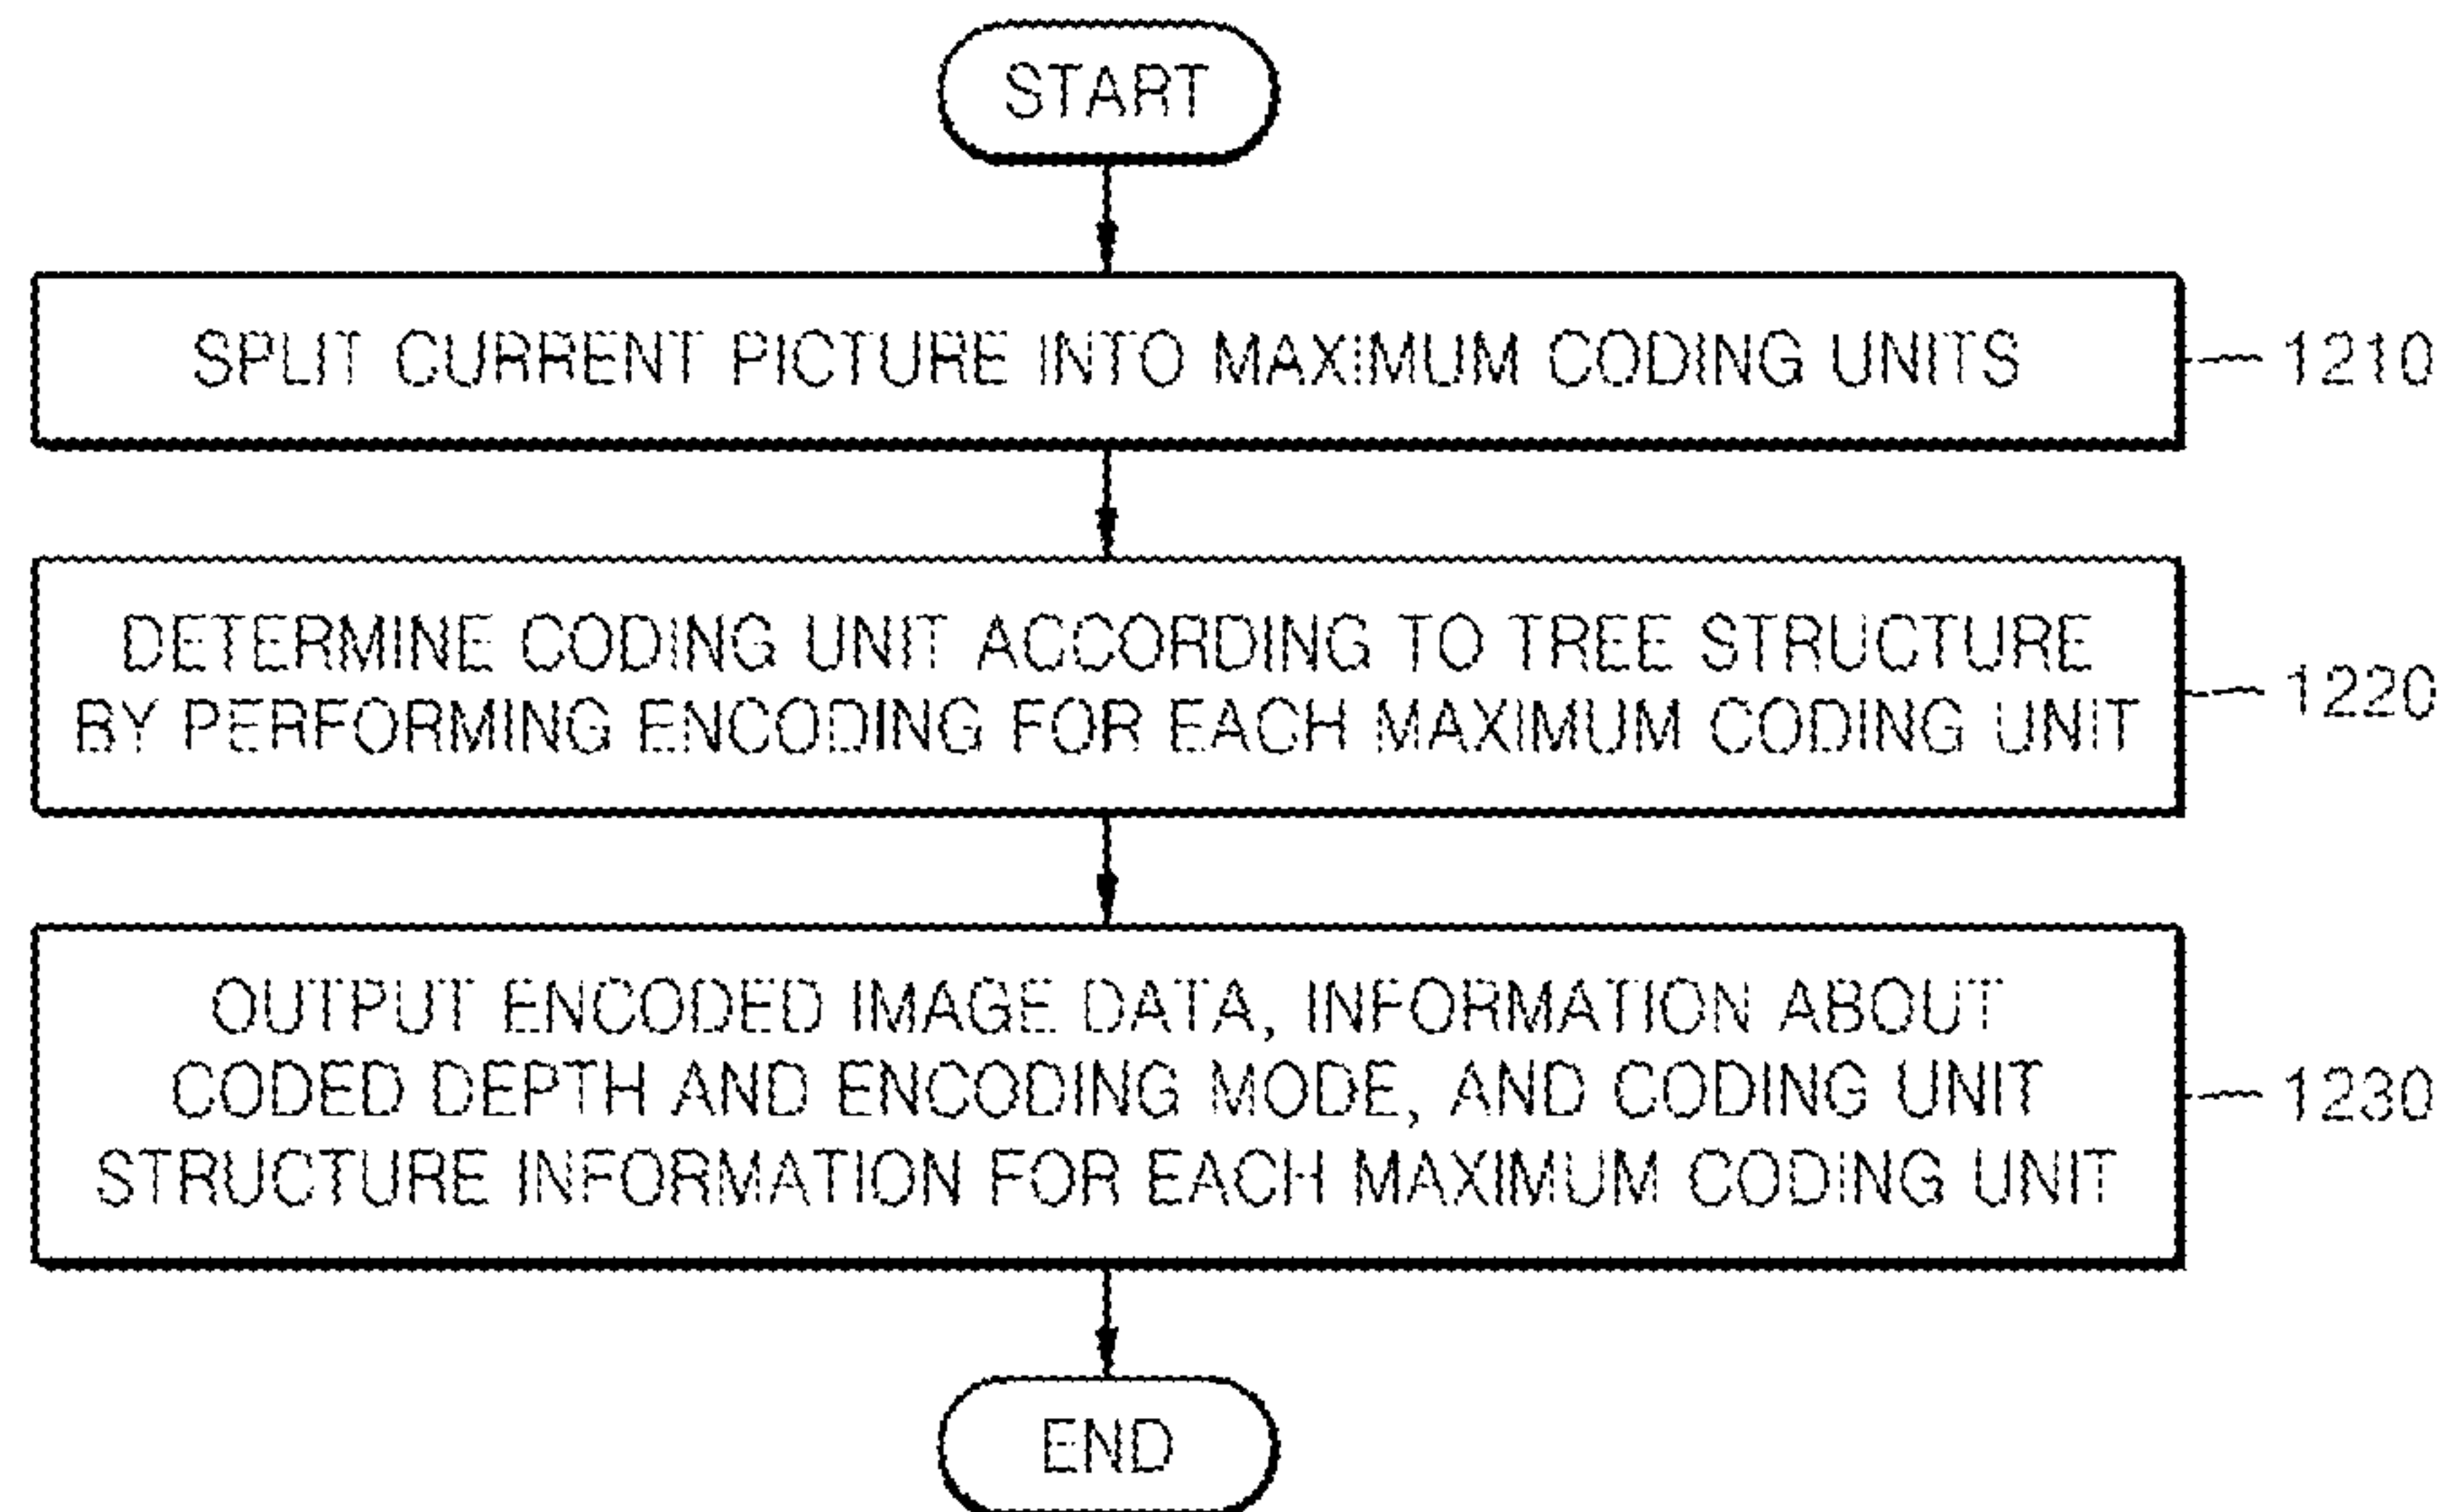 START
SPLIT CURRENT PICTURE INTO MAXIMUM CODING UNITS
1210
DETERMINE CODING UNIT ACCORDING TO TREE STRUCTURE
BY PERFORMING ENCODING FOR EACH MAXIMUM CODING UNIT
1220
OUTPUT ENCODED IMAGE DATA, INFORMATION ABOUT
CODED DEPTH AND ENCODING MODE, AND CODING UNIT
STRUCTURE INFORMATION FOR EACH MAXIMUM CODING UNIT
1230
END